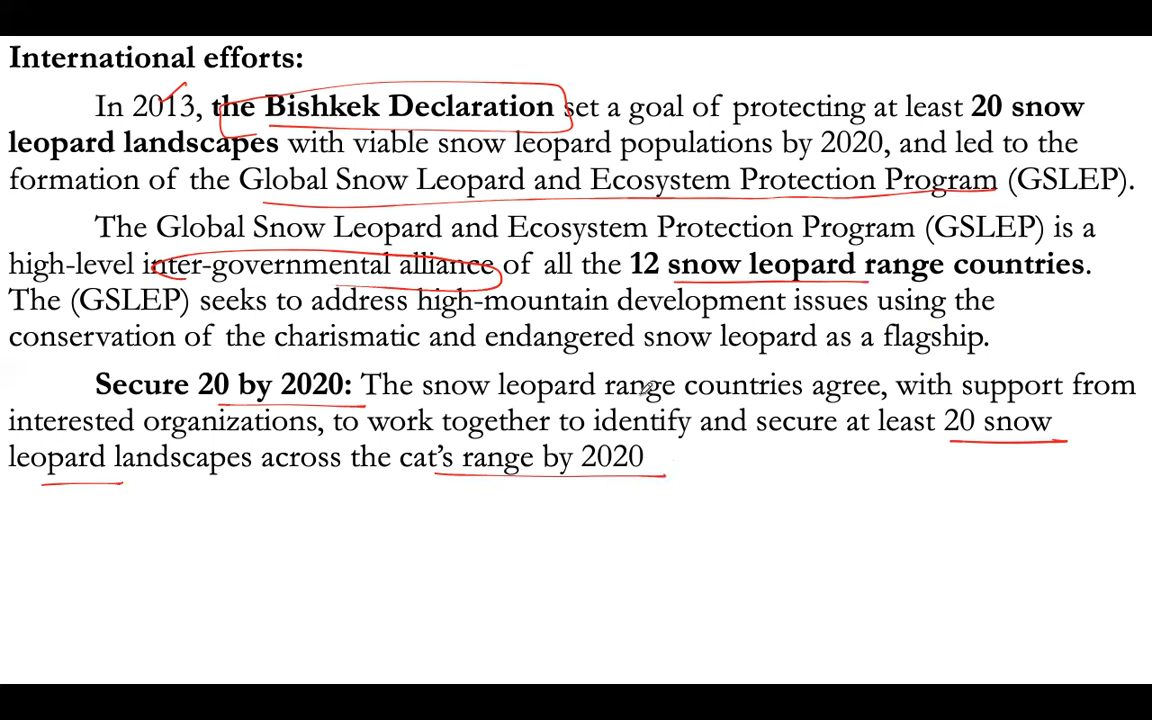 International efforts:
In 2013, the Bishkek Declaration set a goal of protecting at least 20 snow
leopard landscapes with viable snow leopard populations by 2020, and led to the
formation of the Global Snow Leopard and Ecosystem Protection Program (GSLEP).
The Global Snow Leopard and Ecosystem Protection Program (GSLEP) is a
high-level inter-governmental alliance of all the 12 snow leopard range countries.
The (GSLEP) seeks to address high-mountain development issues using the
conservation of the charismatic and endangered snow leopard as a flagship.
Secure 20 by 2020: The snow leopard range countries agree, with support from
interested organizations, to work together to identify and secure at least 20 snow
leopard landscapes across the cat’s range by 2020